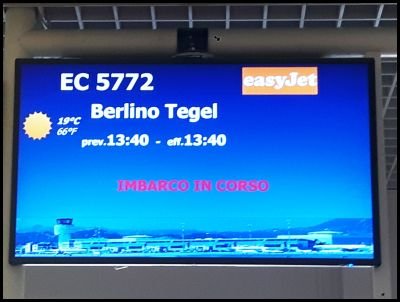 EC 5772 easyJet
Berlino Tegel
19°C
66°F
prev.13:40 - eff.13:40
IMBARCO IN CORSO